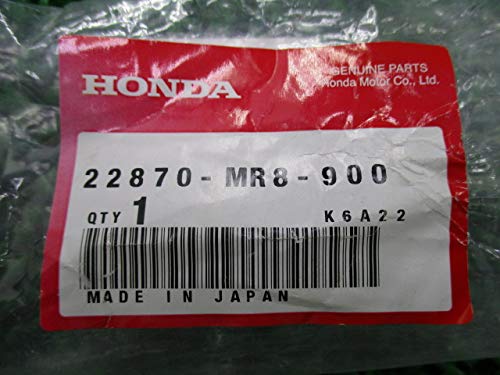 HONDA
GENUINE PARTS
Honda Motor Co., Ltd.
22870-MR8-900
QTY 1 K6A22
MADE IN JAPAN